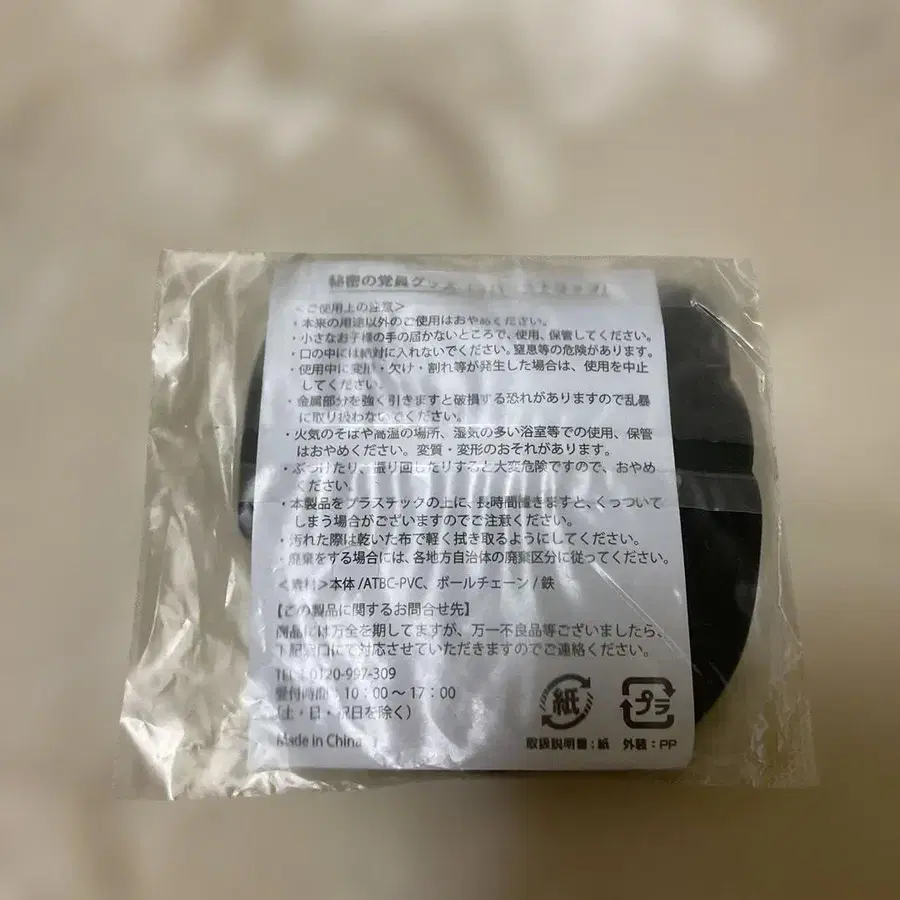 秘密の党員グッズ
＜ご使用上の注意＞
・本来の用途以外のご使用はおやめください。
・小さなお子様の手の届かないところで、使用、保管してください。
・口の中には絶対に入れないでください。窒息等の危険があります。
・使用中に変形・欠け・割れ等が発生した場合は、使用を中止
してください。
・金属部分を強く引きますと破損する恐れがありますので乱暴
に取り扱わないでください。
・火気のそばや高温の場所、湿気の多い浴室等での使用、保管
はおやめください。変質・変形のおそれがあります。
・ぶつけたり、振り回したりすると大変危険ですので、おやめ
ください。
・本製品をプラスチックの上に、長時間置きますと、くっついて
しまう場合がございますのでご注意ください。
・汚れた際は乾いた布で軽く拭き取るようにしてください。
・廃棄をする場合には、各地方自治体の廃棄区分に従ってください。
＜素材＞本体/ATBC-PVC、ボールチェーン/鉄
【この製品に関するお問合せ先】
商品には万全を期してますが、万一不良品等ございましたら、
下記窓口にて対応させていただきますのでご連絡ください。
TEL：0120-997-309
受付時間：10：00～17：00
（土・日・祝日を除く）
Made in China
紙
プラ
取扱説明書：紙 外装：PP